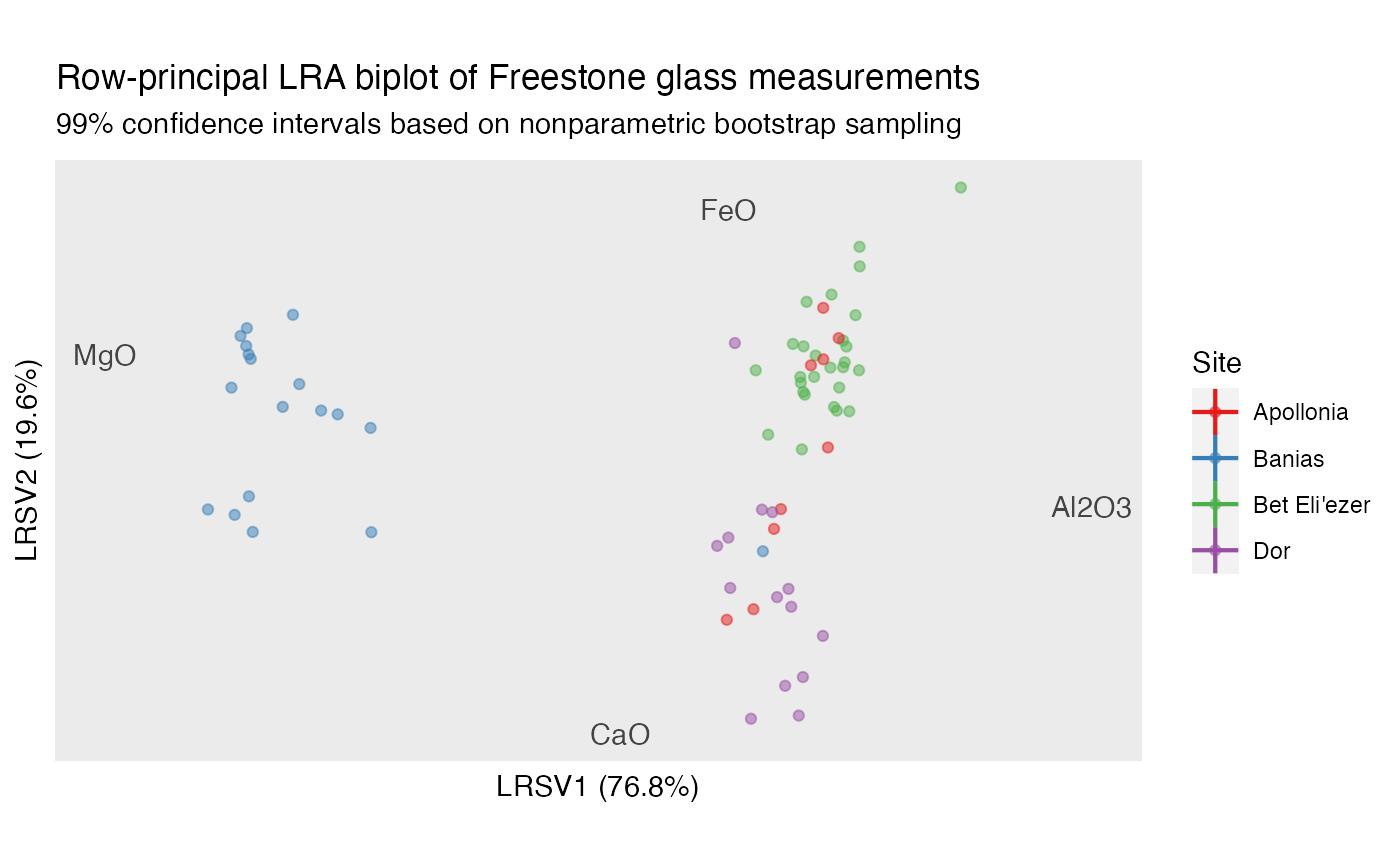 Row-principal LRA biplot of Freestone glass measurements
99% confidence intervals based on nonparametric bootstrap sampling
FeO
MgO
Al2O3
CaO
LRSV2 (19.6%)
LRSV1 (76.8%)
Site
Apollonia
Banias
Bet Eli'ezer
Dor